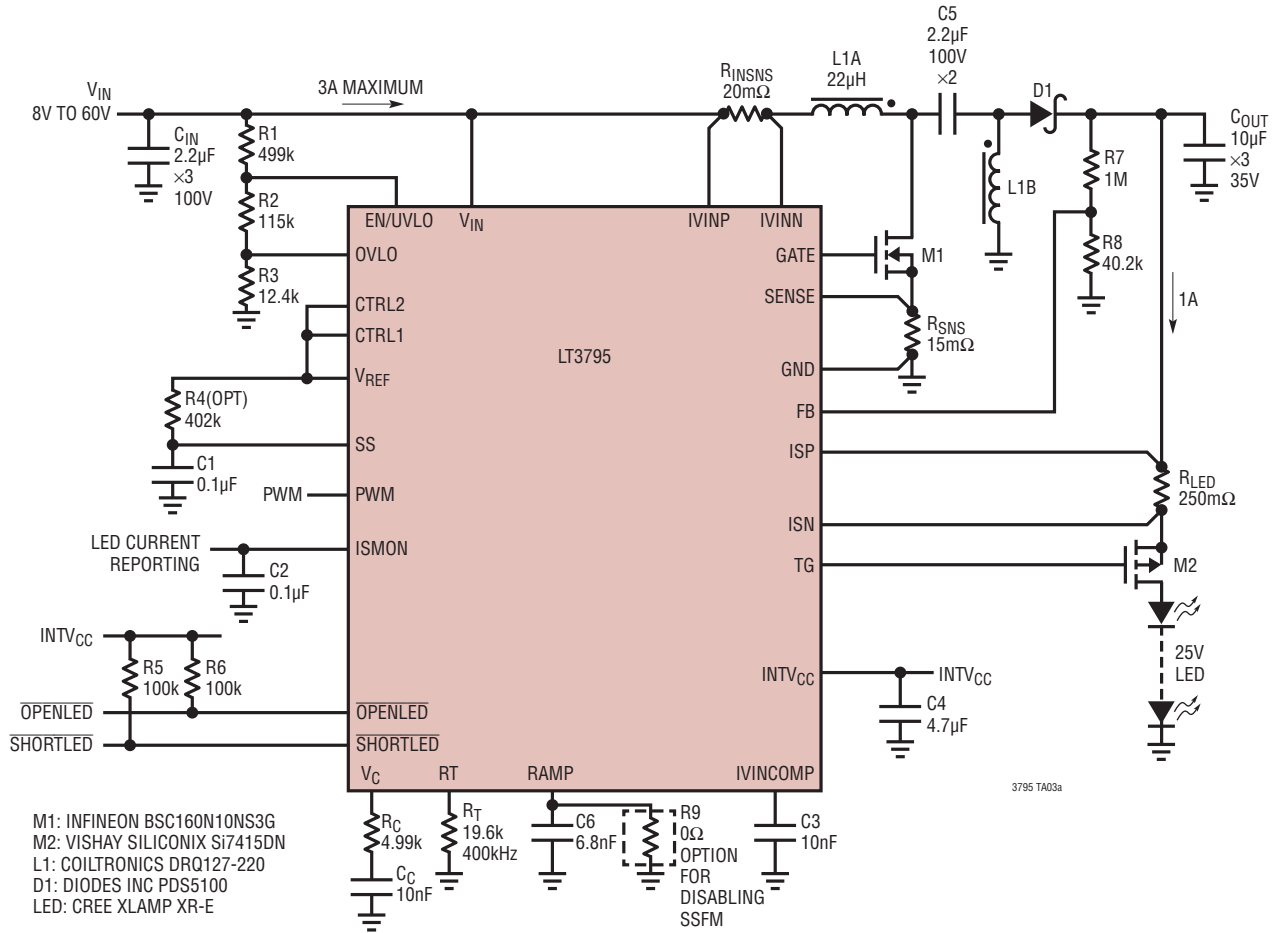 C5
2.2µF
100V
×2
L1A
22µH
R_INSNS
20mΩ
D1
V_IN
8V TO 60V
3A MAXIMUM
C_IN
2.2µF
×3
100V
R1
499k
C_OUT
10µF
×3
35V
R7
1M
L1B
R2
115k
EN/UVLO
V_IN
IVINP
IVINN
R8
40.2k
OVLO
GATE
M1
R3
12.4k
SENSE
R_SNS
15mΩ
1A
CTRL2
CTRL1
LT3795
GND
V_REF
R4(OPT)
402k
FB
SS
ISP
C1
0.1µF
R_LED
250mΩ
PWM
PWM
ISN
LED CURRENT
REPORTING
ISMON
TG
M2
C2
0.1µF
INTV_CC
R5
100k
R6
100k
25V
LED
INTV_CC
INTV_CC
C4
4.7µF
OPENLED
OPENLED
SHORTLED
SHORTLED
V_C
RT
RAMP
IVINCOMP
3795 TA03a
R_C
4.99k
R_T
19.6k
400kHz
C6
6.8nF
R9
0Ω
OPTION
FOR
DISABLING
SSFM
C3
10nF
C_C
10nF
M1: INFINEON BSC160N10NS3G
M2: VISHAY SILICONIX Si7415DN
L1: COILTRONICS DRQ127-220
D1: DIODES INC PDS5100
LED: CREE XLAMP XR-E